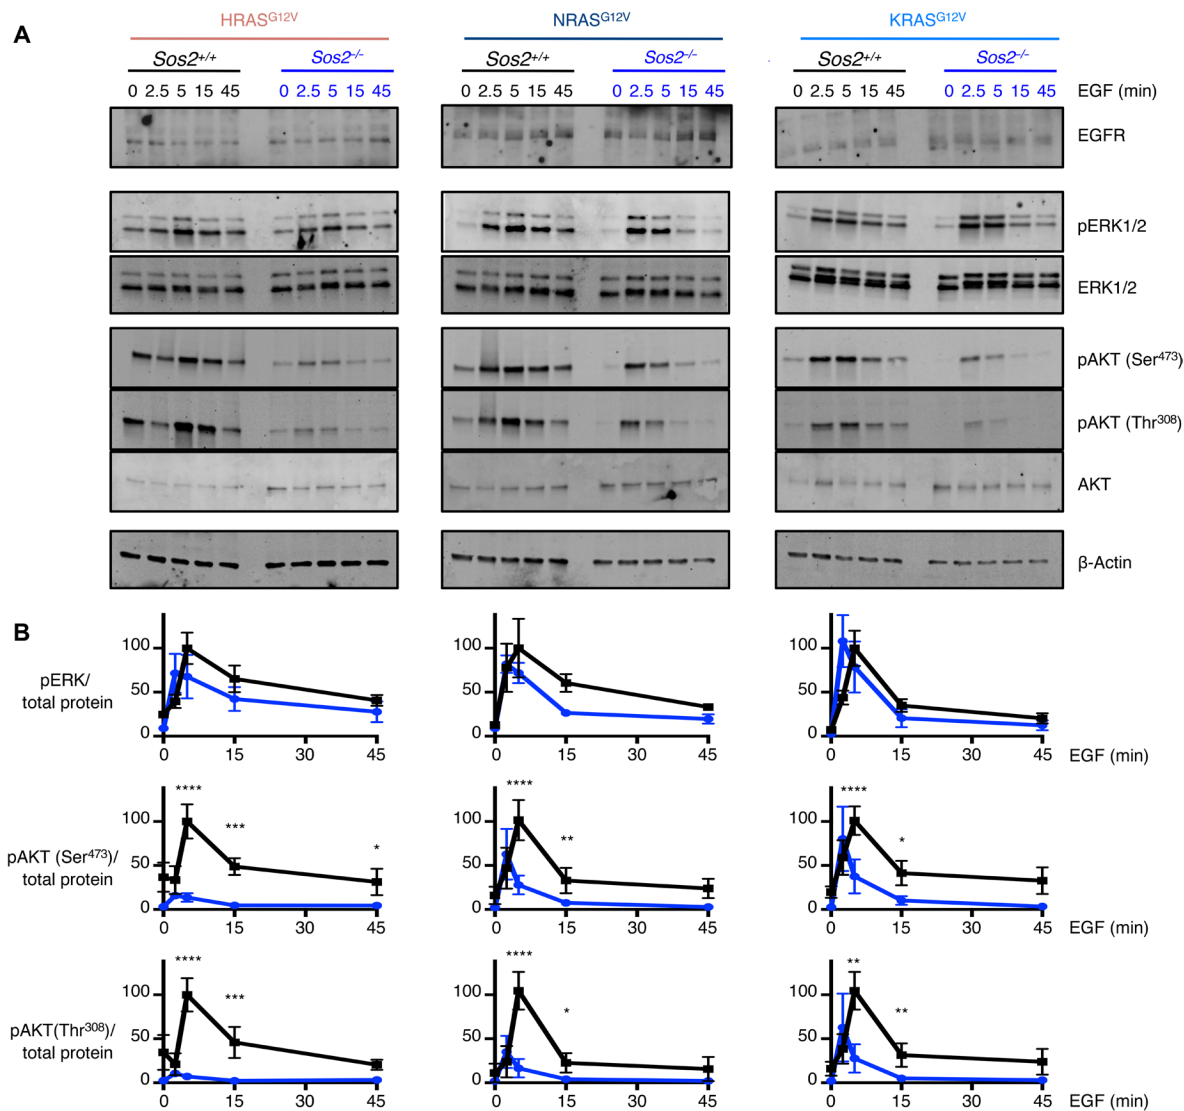 A
HRASG12V NRASG12V KRASG12V
Sos2+/+ Sos2–/– Sos2+/+ Sos2–/– Sos2+/+ Sos2–/–
0 2.5 5 15 45 0 2.5 5 15 45 0 2.5 5 15 45 0 2.5 5 15 45 0 2.5 5 15 45 0 2.5 5 15 45 EGF (min)
EGFR
pERK1/2
ERK1/2
pAKT (Ser473)
pAKT (Thr308)
AKT
β-Actin
B
pERK/
total protein
100
50
0
0 15 30 45
100
50
0
0 15 30 45
100
50
0
0 15 30 45
EGF (min)
pAKT (Ser473)/
total protein
100
50
0
**** *** *
0 15 30 45
100
50
0
**** **
0 15 30 45
100
50
0
**** *
0 15 30 45
EGF (min)
pAKT(Thr308)/
total protein
100
50
0
**** ***
0 15 30 45
100
50
0
**** *
0 15 30 45
100
50
0
** **
0 15 30 45
EGF (min)